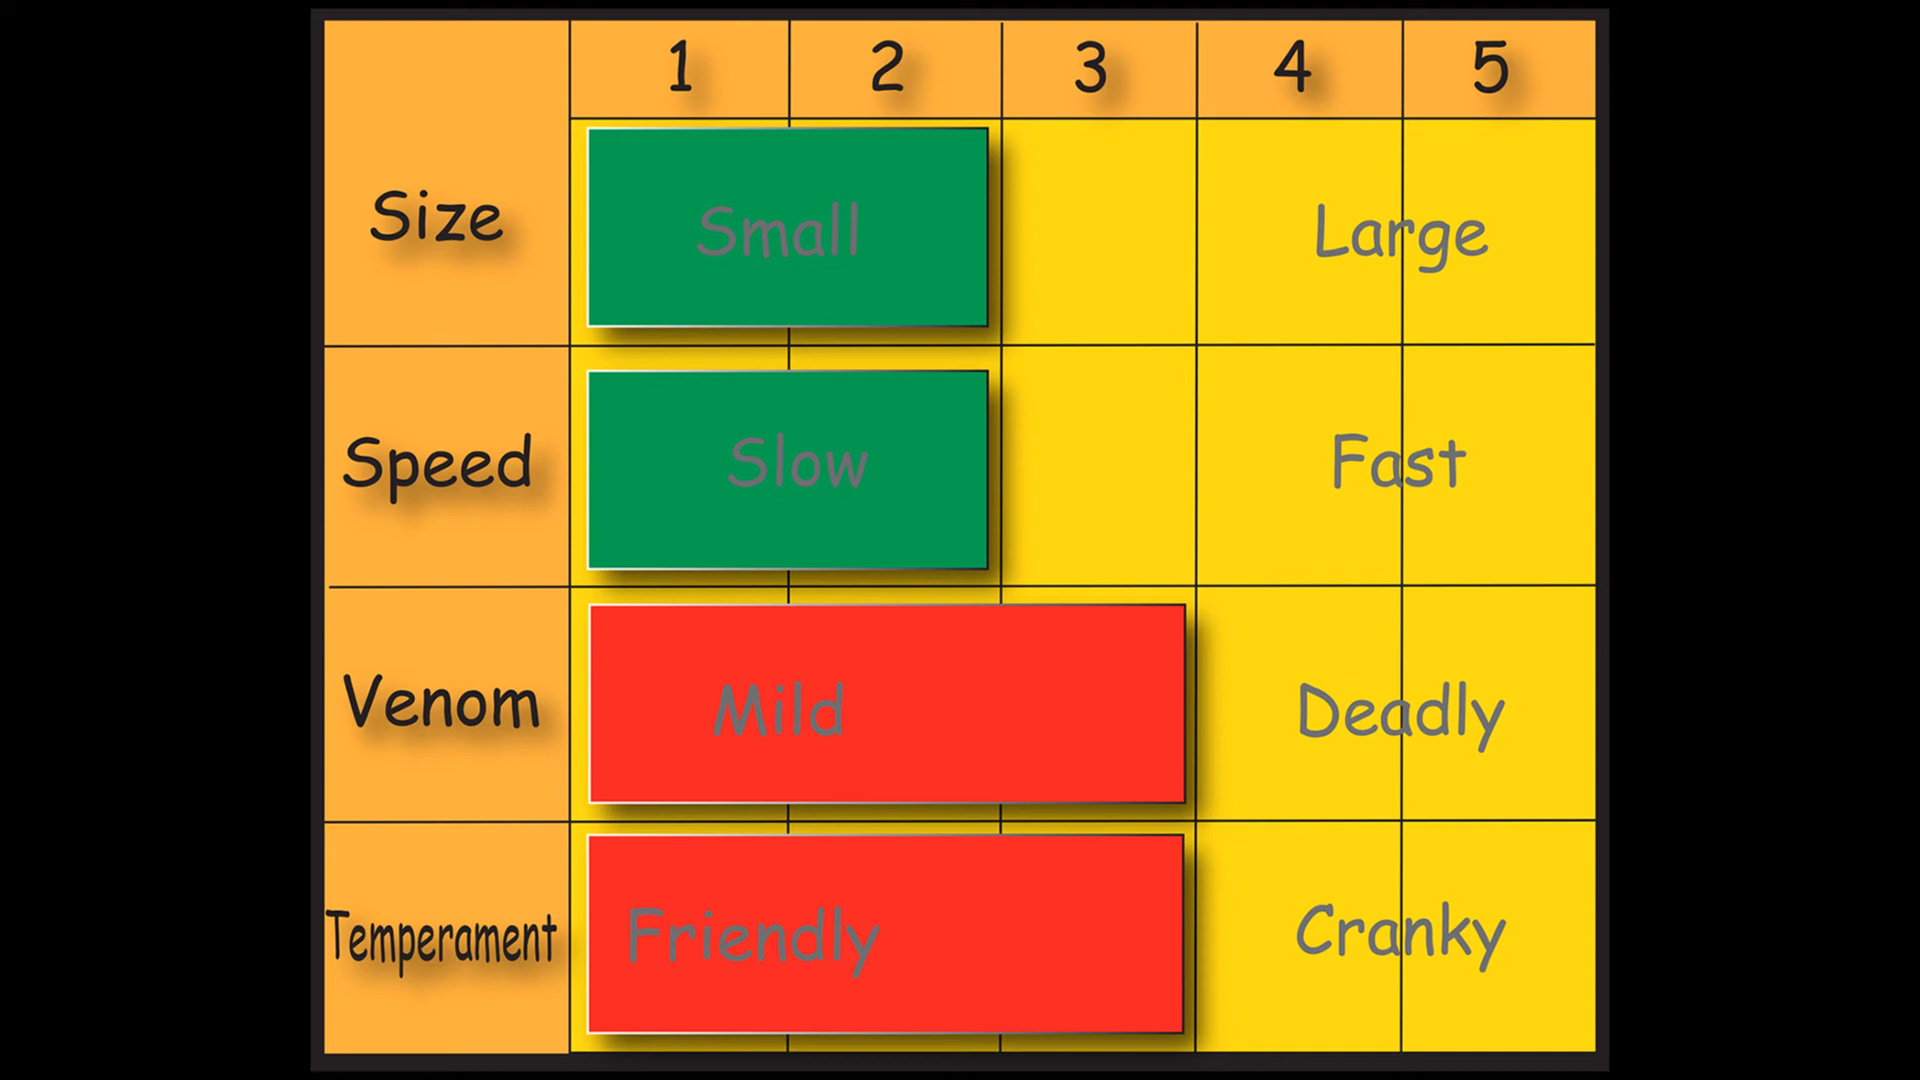 1 2 3 4 5
Size Small Large
Speed Slow Fast
Venom Mild Deadly
Temperament Friendly Cranky